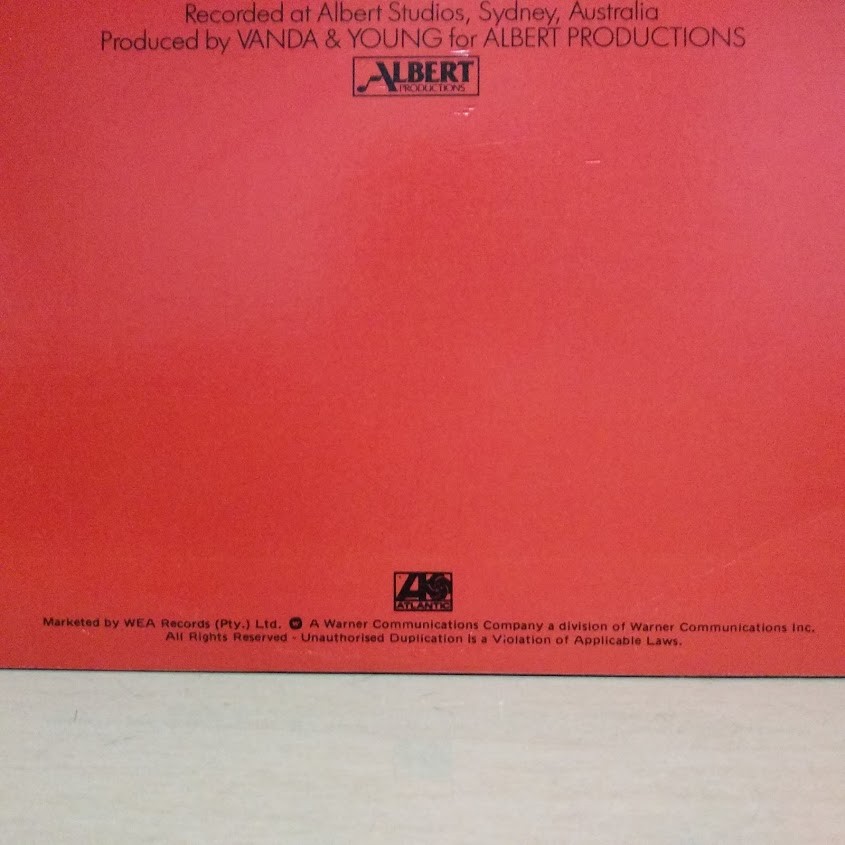 Recorded at Albert Studios, Sydney, Australia
Produced by VANDA & YOUNG for ALBERT PRODUCTIONS
ALBERT
PRODUCTIONS
ATLANTIC
Marketed by WEA Records (Pty.) Ltd. W A Warner Communications Company a division of Warner Communications Inc.
All Rights Reserved - Unauthorised Duplication is a Violation of Applicable Laws.